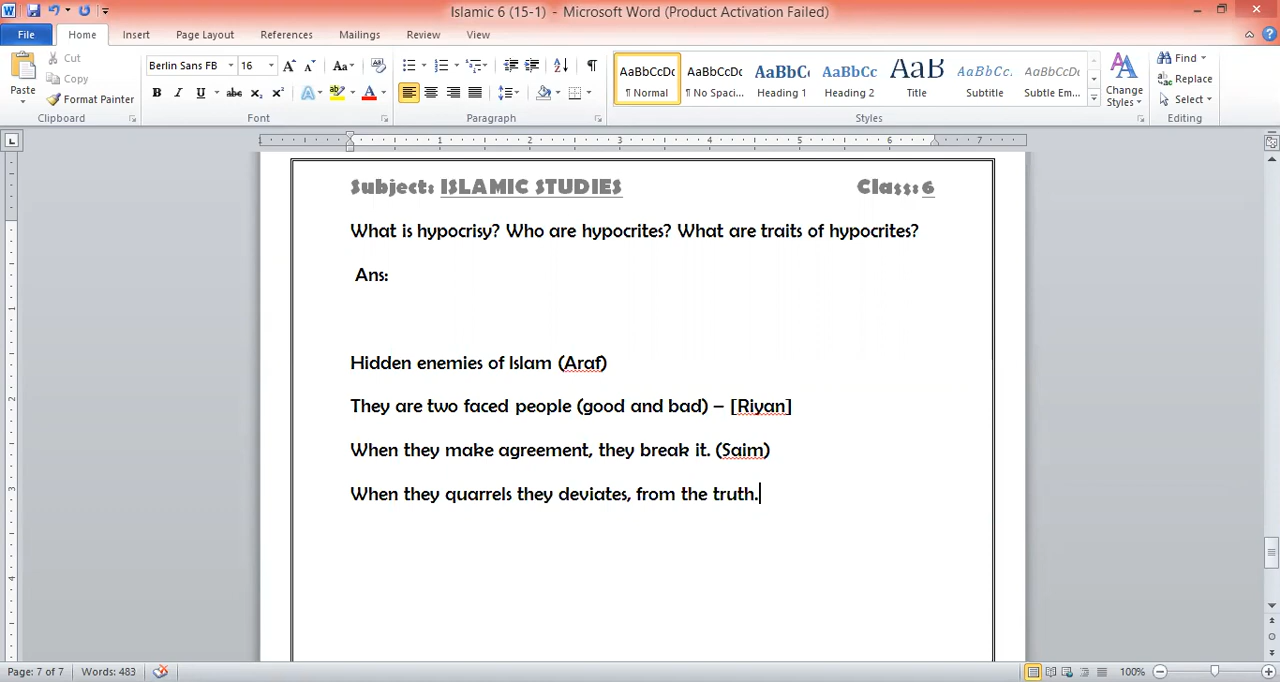 Islamic 6 (15-1) - Microsoft Word (Product Activation Failed)
File Home Insert Page Layout References Mailings Review View
Paste
Cut
Copy
Format Painter
Clipboard
Berlin Sans FB 16
Font
Paragraph
AaBbCcDc AaBbCcDc AaBbCc AaBbCc AaB AaBbCc. AaBbCcDc
¶ Normal ¶ No Spaci... Heading 1 Heading 2 Title Subtitle Subtle Em...
Change Styles
Styles
Find
Replace
Select
Editing
Subject: ISLAMIC STUDIES Class: 6
What is hypocrisy? Who are hypocrites? What are traits of hypocrites?
Ans:
Hidden enemies of Islam (Araf)
They are two faced people (good and bad) – [Riyan]
When they make agreement, they break it. (Saim)
When they quarrels they deviates, from the truth.
Page: 7 of 7 Words: 483 100%